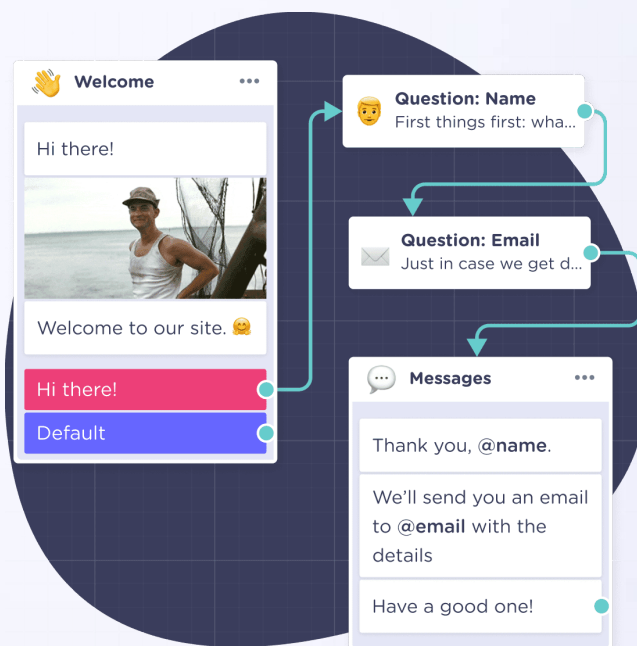 Welcome
Hi there!
Welcome to our site.
Hi there!
Default
Question: Name
First things first: wha...
Question: Email
Just in case we get d...
Messages
Thank you, @name.
We’ll send you an email
to @email with the
details
Have a good one!